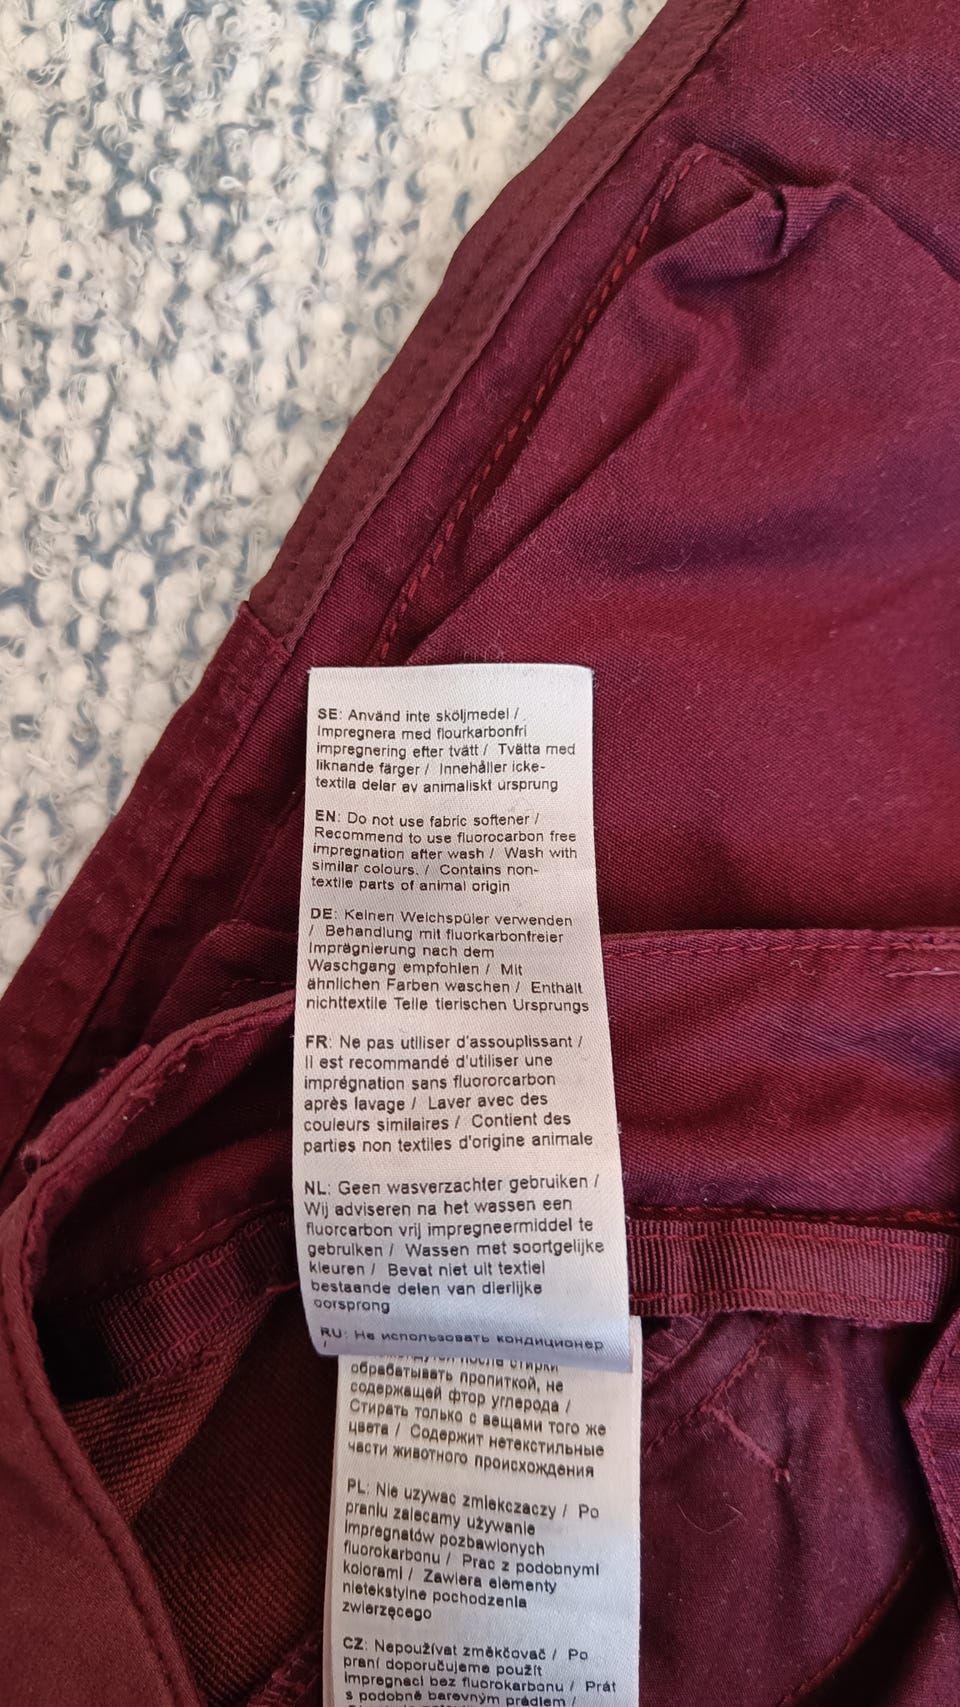 SE: Använd inte sköljmedel /
Impregnera med flourkarbonfri
impregnering efter tvätt / Tvätta med
liknande färger / Innehåller icke-
textila delar av animaliskt ursprung
EN: Do not use fabric softener /
Recommend to use fluorocarbon free
impregnation after wash / Wash with
similar colours. / Contains non-
textile parts of animal origin
DE: Keinen Weichspüler verwenden
/ Behandlung mit fluorkarbonfreier
Imprägnierung nach dem
Waschgang empfohlen / Mit
ähnlichen Farben waschen / Enthält
nichttextile Teile tierischen Ursprungs
FR: Ne pas utiliser d'assouplissant /
Il est recommandé d'utiliser une
imprégnation sans fluororcarbon
après lavage / Laver avec des
couleurs similaires / Contient des
parties non textiles d'origine animale
NL: Geen wasverzachter gebruiken /
Wij adviseren na het wassen een
fluorcarbon vrij impregneermiddel te
gebruiken / Wassen met soortgelijke
kleuren / Bevat niet uit textiel
bestaande delen van dierlijke
oorsprong
RU: Не использовать кондиционер
/
после стирки
обрабатывать пропиткой, не
содержащей фтор углерода /
Стирать только с вещами того же
цвета / Содержит нетекстильные
части животного происхождения
PL: Nie uzywac zmiekczaczy / Po
praniu zalecamy używanie
impregnatów pozbawionych
fluorokarbonu / Prac z podobnymi
kolorami / Zawiera elementy
nietekstylne pochodzenia
zwierzęcego
CZ: Nepoužívat změkčovač / Po
praní doporučujeme použít
impregnaci bez fluorokarbonu / Prát
s podobně barevným prádlem /